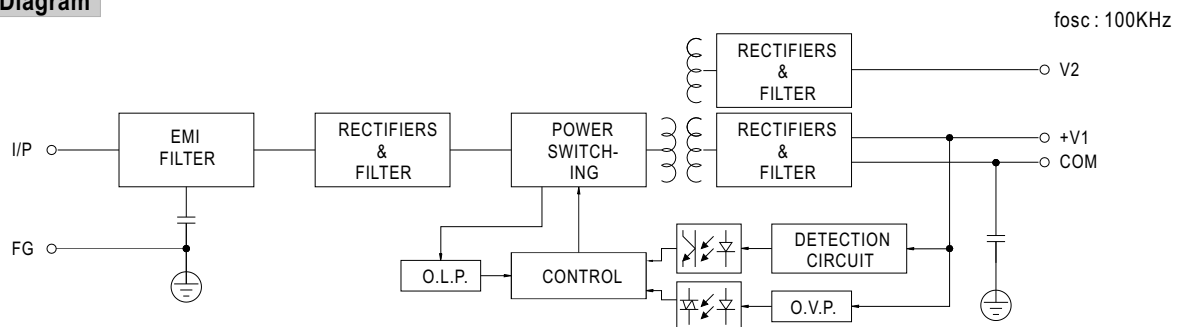 Diagram
fosc : 100KHz
RECTIFIERS
&
FILTER
V2
I/P
EMI
FILTER
RECTIFIERS
&
FILTER
POWER
SWITCH-
ING
RECTIFIERS
&
FILTER
+V1
COM
FG
O.L.P.
CONTROL
DETECTION
CIRCUIT
O.V.P.